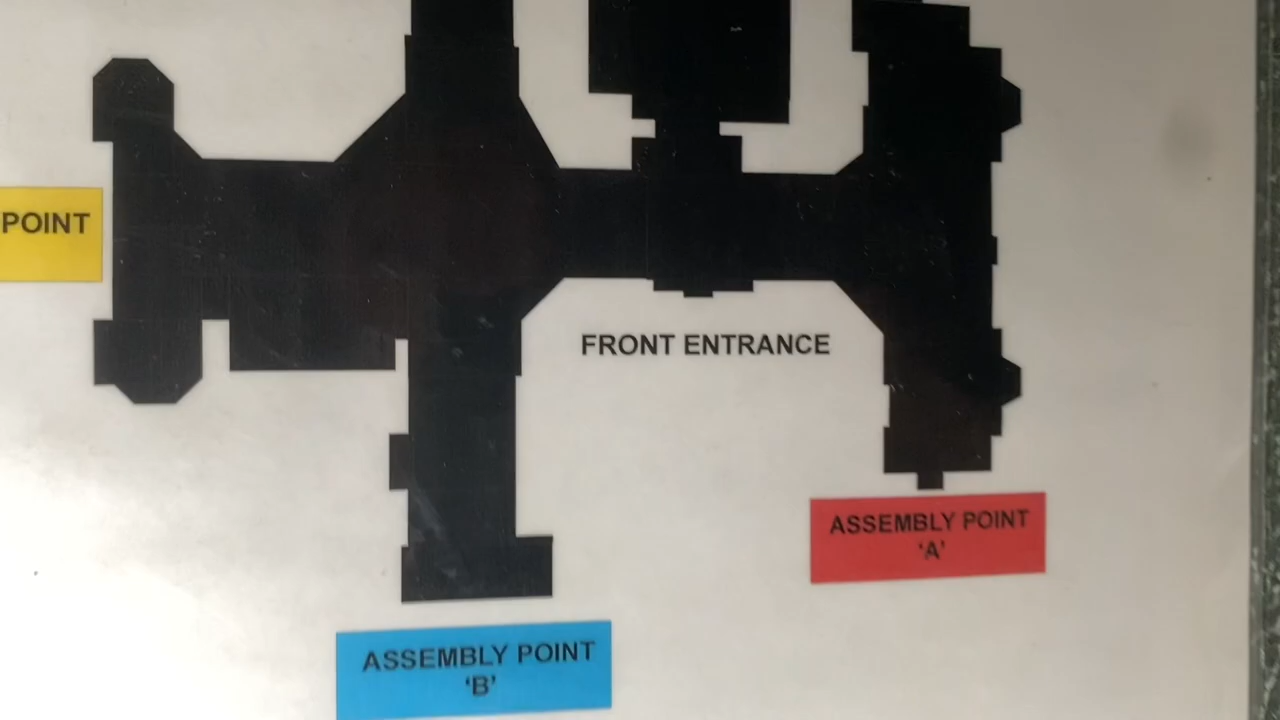 POINT
FRONT ENTRANCE
ASSEMBLY POINT
‘A’
ASSEMBLY POINT
‘B’